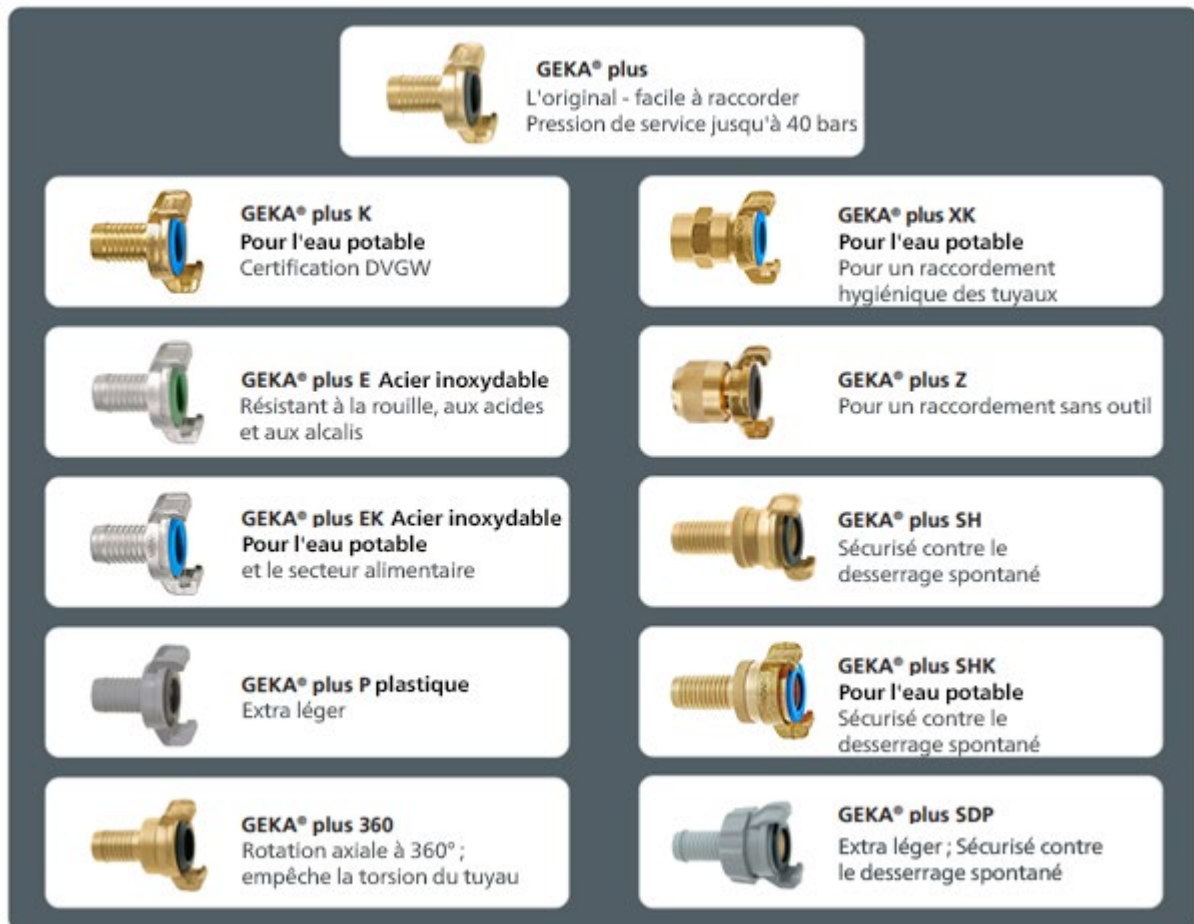 GEKA® plus
L'original - facile à raccorder
Pression de service jusqu'à 40 bars
GEKA® plus K
Pour l'eau potable
Certification DVGW
GEKA® plus E Acier inoxydable
Résistant à la rouille, aux acides
et aux alcalis
GEKA® plus EK Acier inoxydable
Pour l'eau potable
et le secteur alimentaire
GEKA® plus P plastique
Extra léger
GEKA® plus 360
Rotation axiale à 360° ;
empêche la torsion du tuyau
GEKA® plus XK
Pour l'eau potable
Pour un raccordement
hygiénique des tuyaux
GEKA® plus Z
Pour un raccordement sans outil
GEKA® plus SH
Sécurisé contre le
desserrage spontané
GEKA® plus SHK
Pour l'eau potable
Sécurisé contre le
desserrage spontané
GEKA® plus SDP
Extra léger ; Sécurisé contre
le desserrage spontané